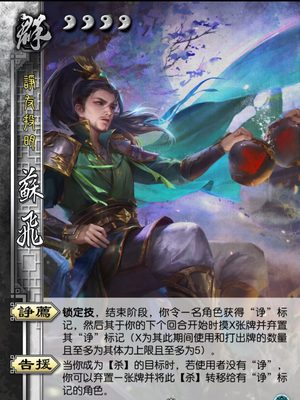 群
諍友投明
蘇飛
諍薦
锁定技，结束阶段，你令一名角色获得“诤”标
记，然后其于你的下个回合开始时摸X张牌并弃置
其“诤”标记（X为其此期间使用和打出牌的数量
且至多为其体力上限且至多为5）。
告援
当你成为【杀】的目标时，若使用者没有“诤”，
你可以弃置一张牌并将此【杀】转移给有“诤”标
记的角色。